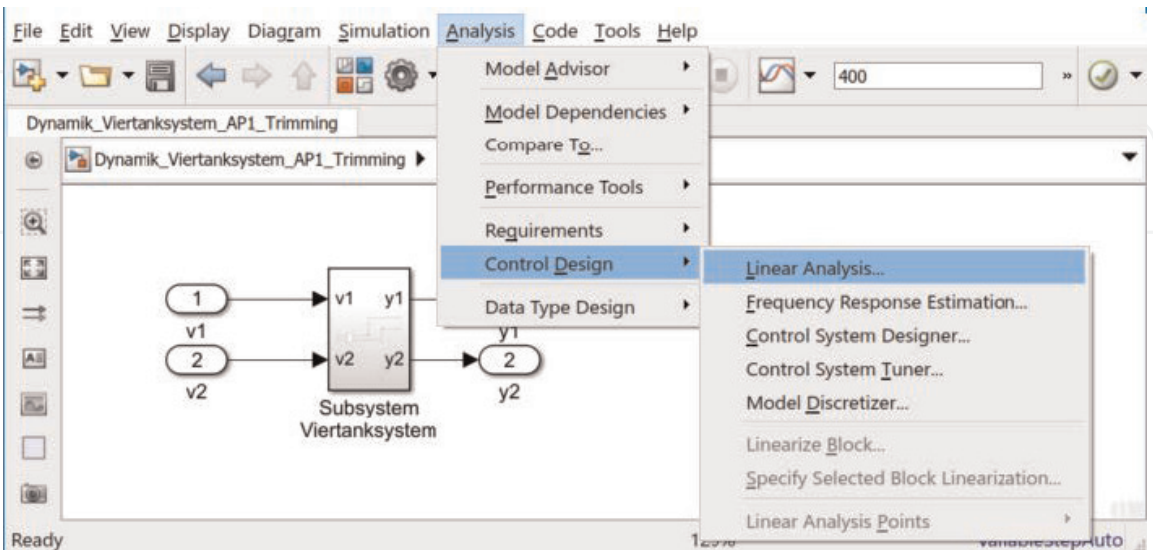 File Edit View Display Diagram Simulation Analysis Code Tools Help
400 »
Dynamik_Viertanksystem_AP1_Trimming
Dynamik_Viertanksystem_AP1_Trimming
Model Advisor
Model Dependencies
Compare To...
Performance Tools
Requirements
Control Design
Data Type Design
Linear Analysis...
Frequency Response Estimation...
Control System Designer...
Control System Tuner...
Model Discretizer...
Linearize Block...
Specify Selected Block Linearization...
Linear Analysis Points
1 v1 y1
v1 y1
2 v2 y2 2
v2 y2
Subsystem
Viertanksystem
Ready